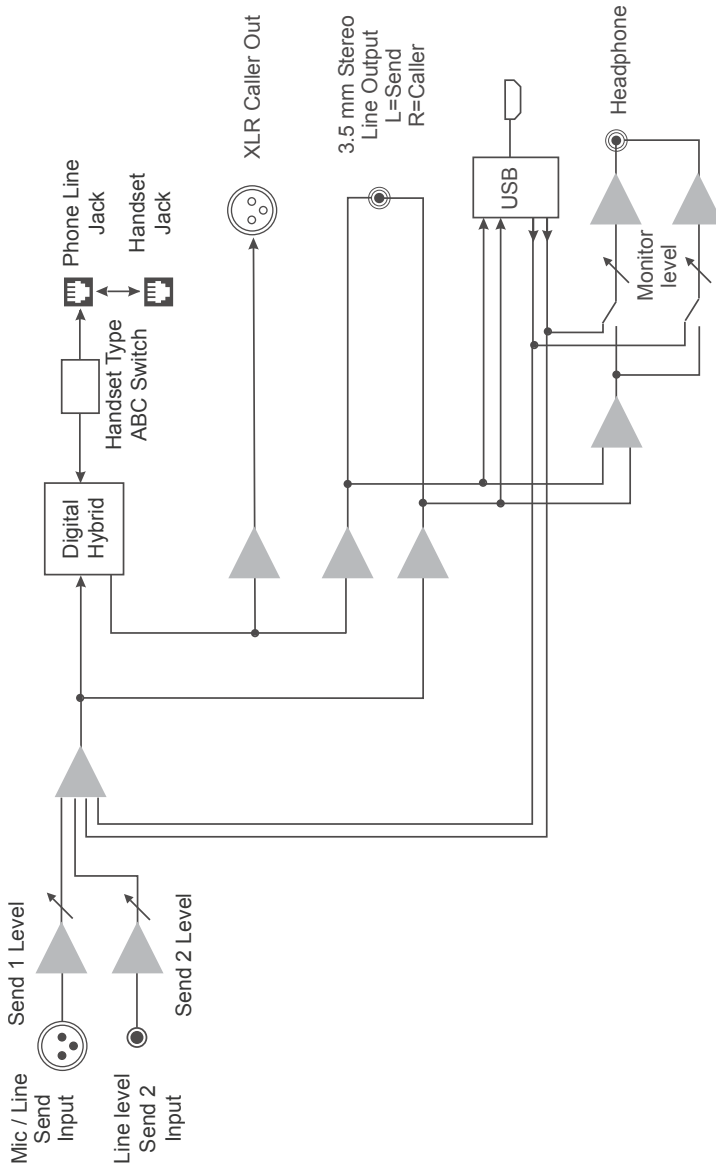 Mic / Line
Send
Input
Send 1 Level
Line level
Send 2
Input
Send 2 Level
Digital
Hybrid
Handset Type
ABC Switch
Phone Line
Jack
Handset
Jack
XLR Caller Out
3.5 mm Stereo
Line Output
L=Send
R=Caller
USB
Monitor
level
Headphone